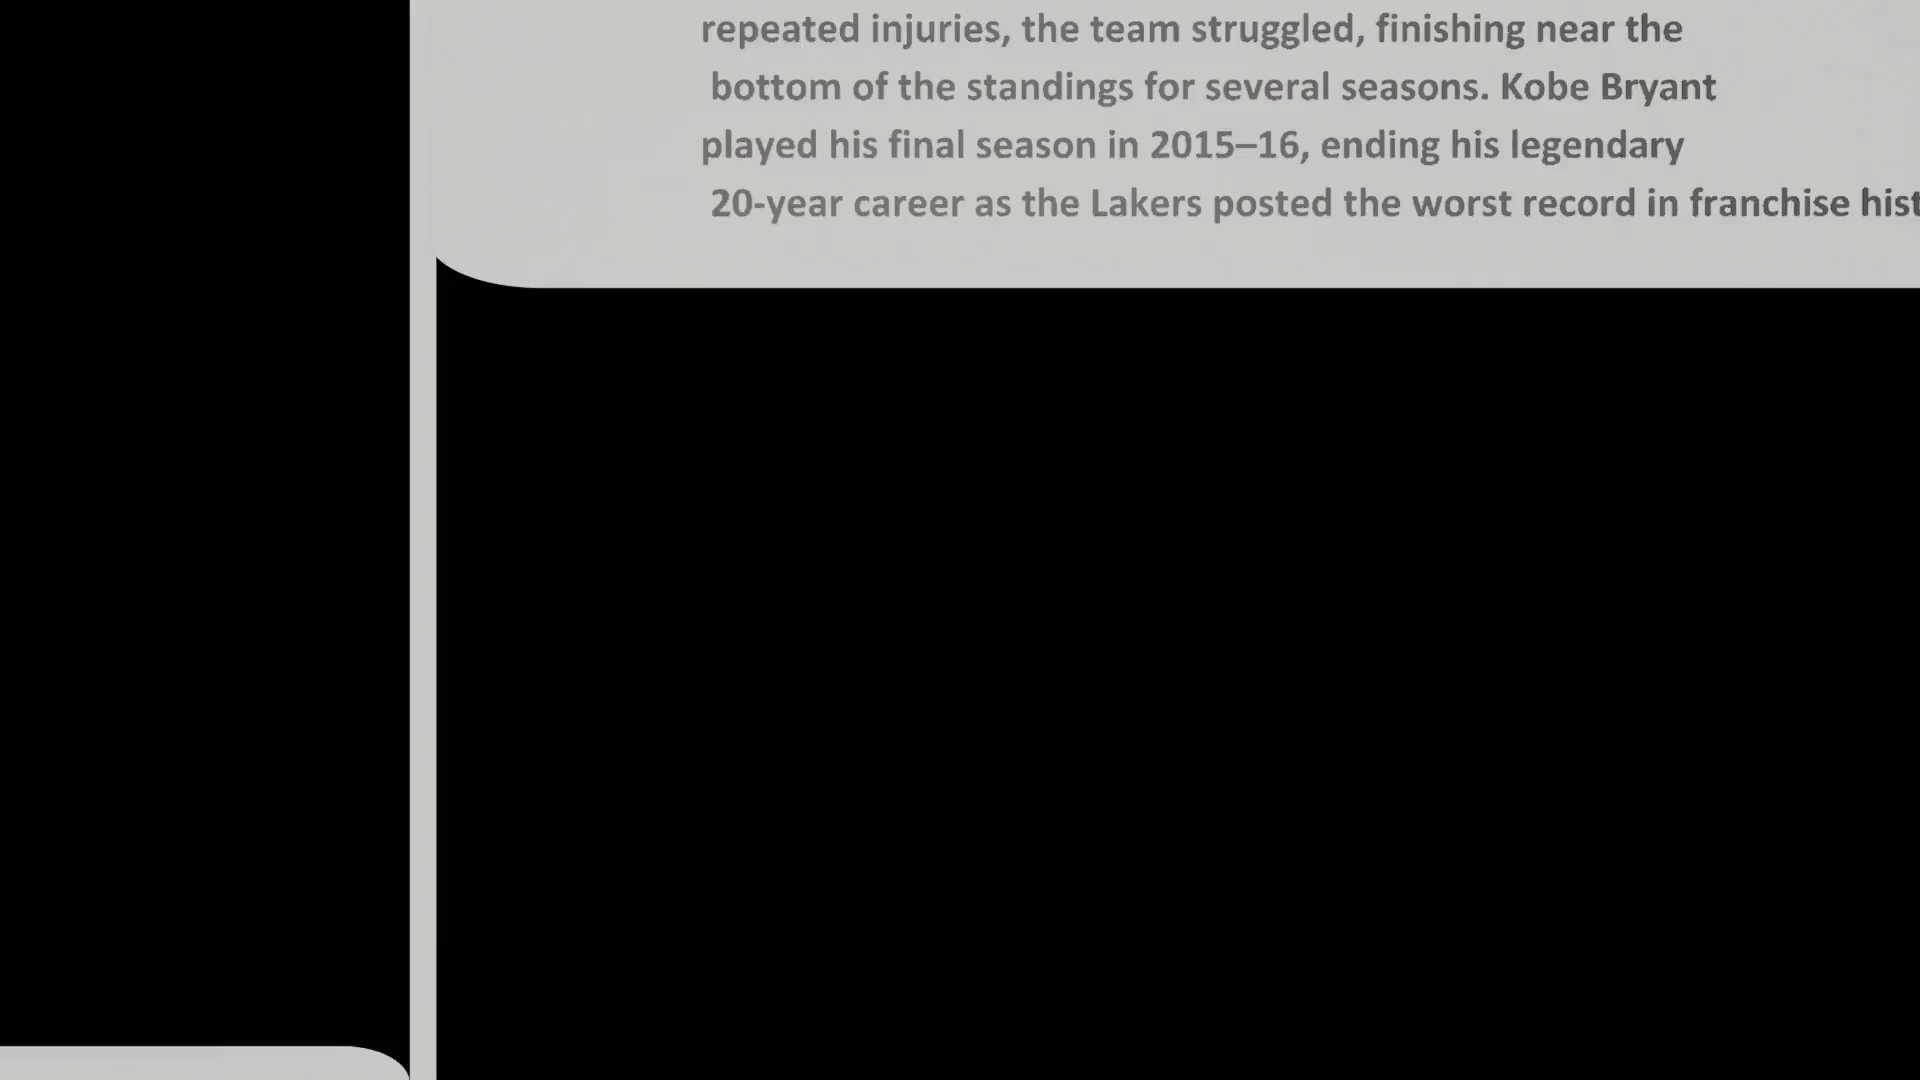 repeated injuries, the team struggled, finishing near the
bottom of the standings for several seasons. Kobe Bryant
played his final season in 2015–16, ending his legendary
20-year career as the Lakers posted the worst record in franchise hist